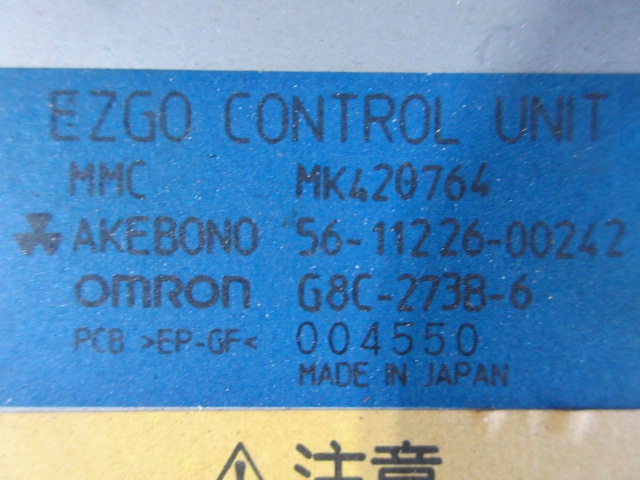 EZGO CONTROL UNIT
MMC MK420764
AKEBONO 56-11226-00242
OMRON G8C-273B-6
PCB >EP-GF< 004550
MADE IN JAPAN
⚠注意